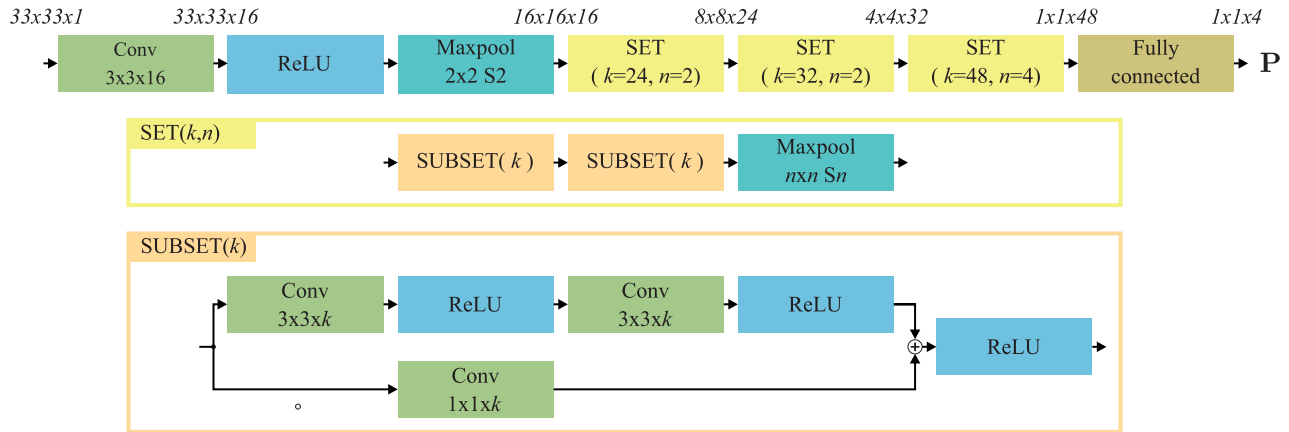 33x33x1 33x33x16 16x16x16 8x8x24 4x4x32 1x1x48 1x1x4
Conv
3x3x16
ReLU
Maxpool
2x2 S2
SET
( k=24, n=2)
SET
( k=32, n=2)
SET
( k=48, n=4)
Fully
connected
P
SET(k,n)
SUBSET( k )
SUBSET( k )
Maxpool
nxn Sn
SUBSET(k)
Conv
3x3xk
ReLU
Conv
3x3xk
ReLU
ReLU
Conv
1x1xk